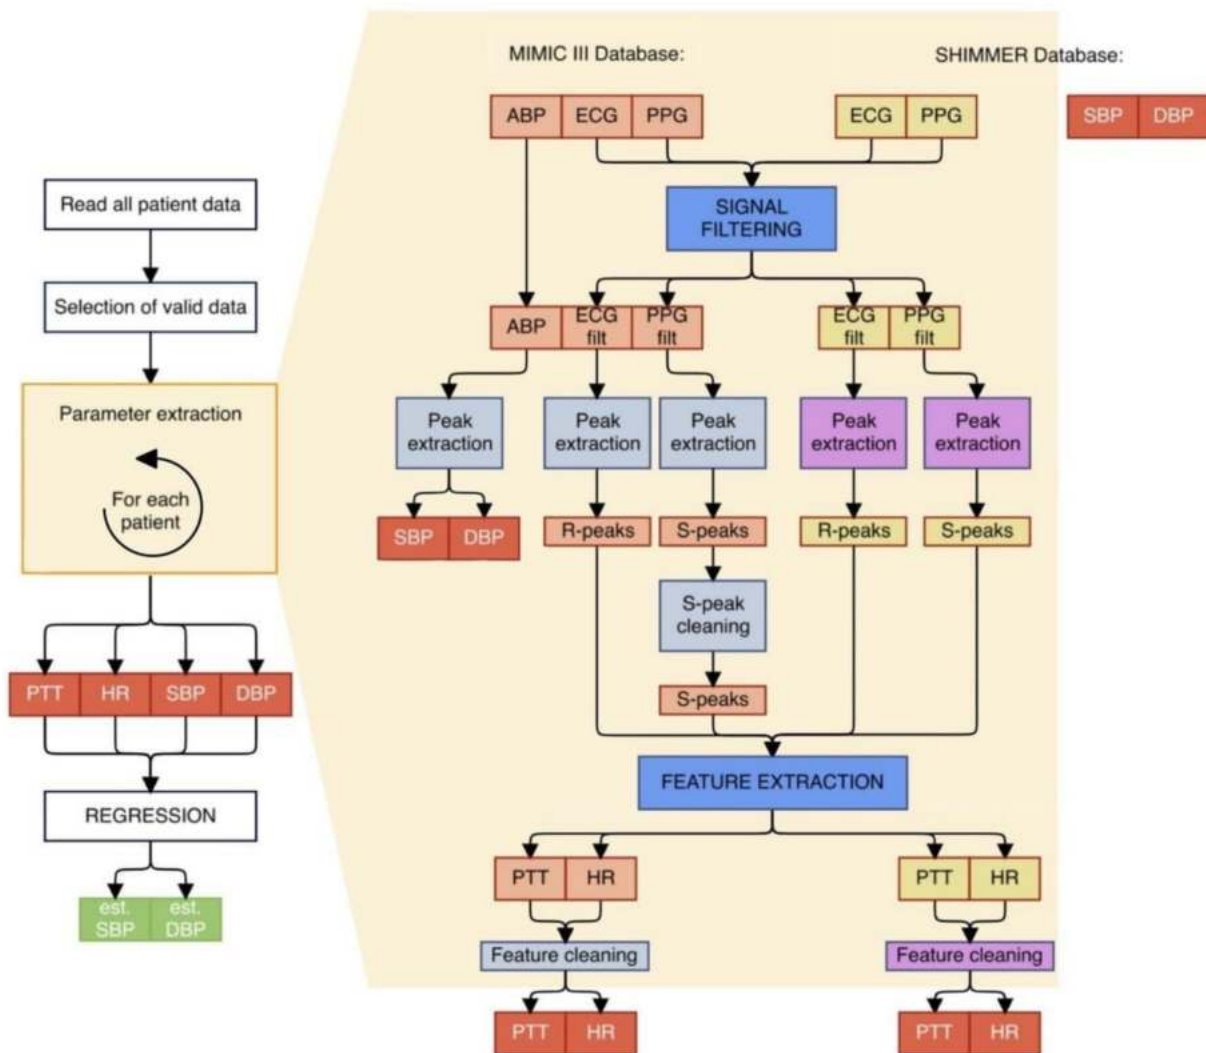 MIMIC III Database:
SHIMMER Database:
ABP ECG PPG
ECG PPG
SBP DBP
Read all patient data
SIGNAL
FILTERING
Selection of valid data
ABP ECG filt PPG filt
ECG filt PPG filt
Parameter extraction
For each
patient
Peak
extraction
Peak
extraction
Peak
extraction
Peak
extraction
Peak
extraction
SBP DBP
R-peaks
S-peaks
R-peaks
S-peaks
S-peak
cleaning
S-peaks
PTT HR SBP DBP
FEATURE EXTRACTION
REGRESSION
PTT HR
PTT HR
est. SBP est. DBP
Feature cleaning
Feature cleaning
PTT HR
PTT HR